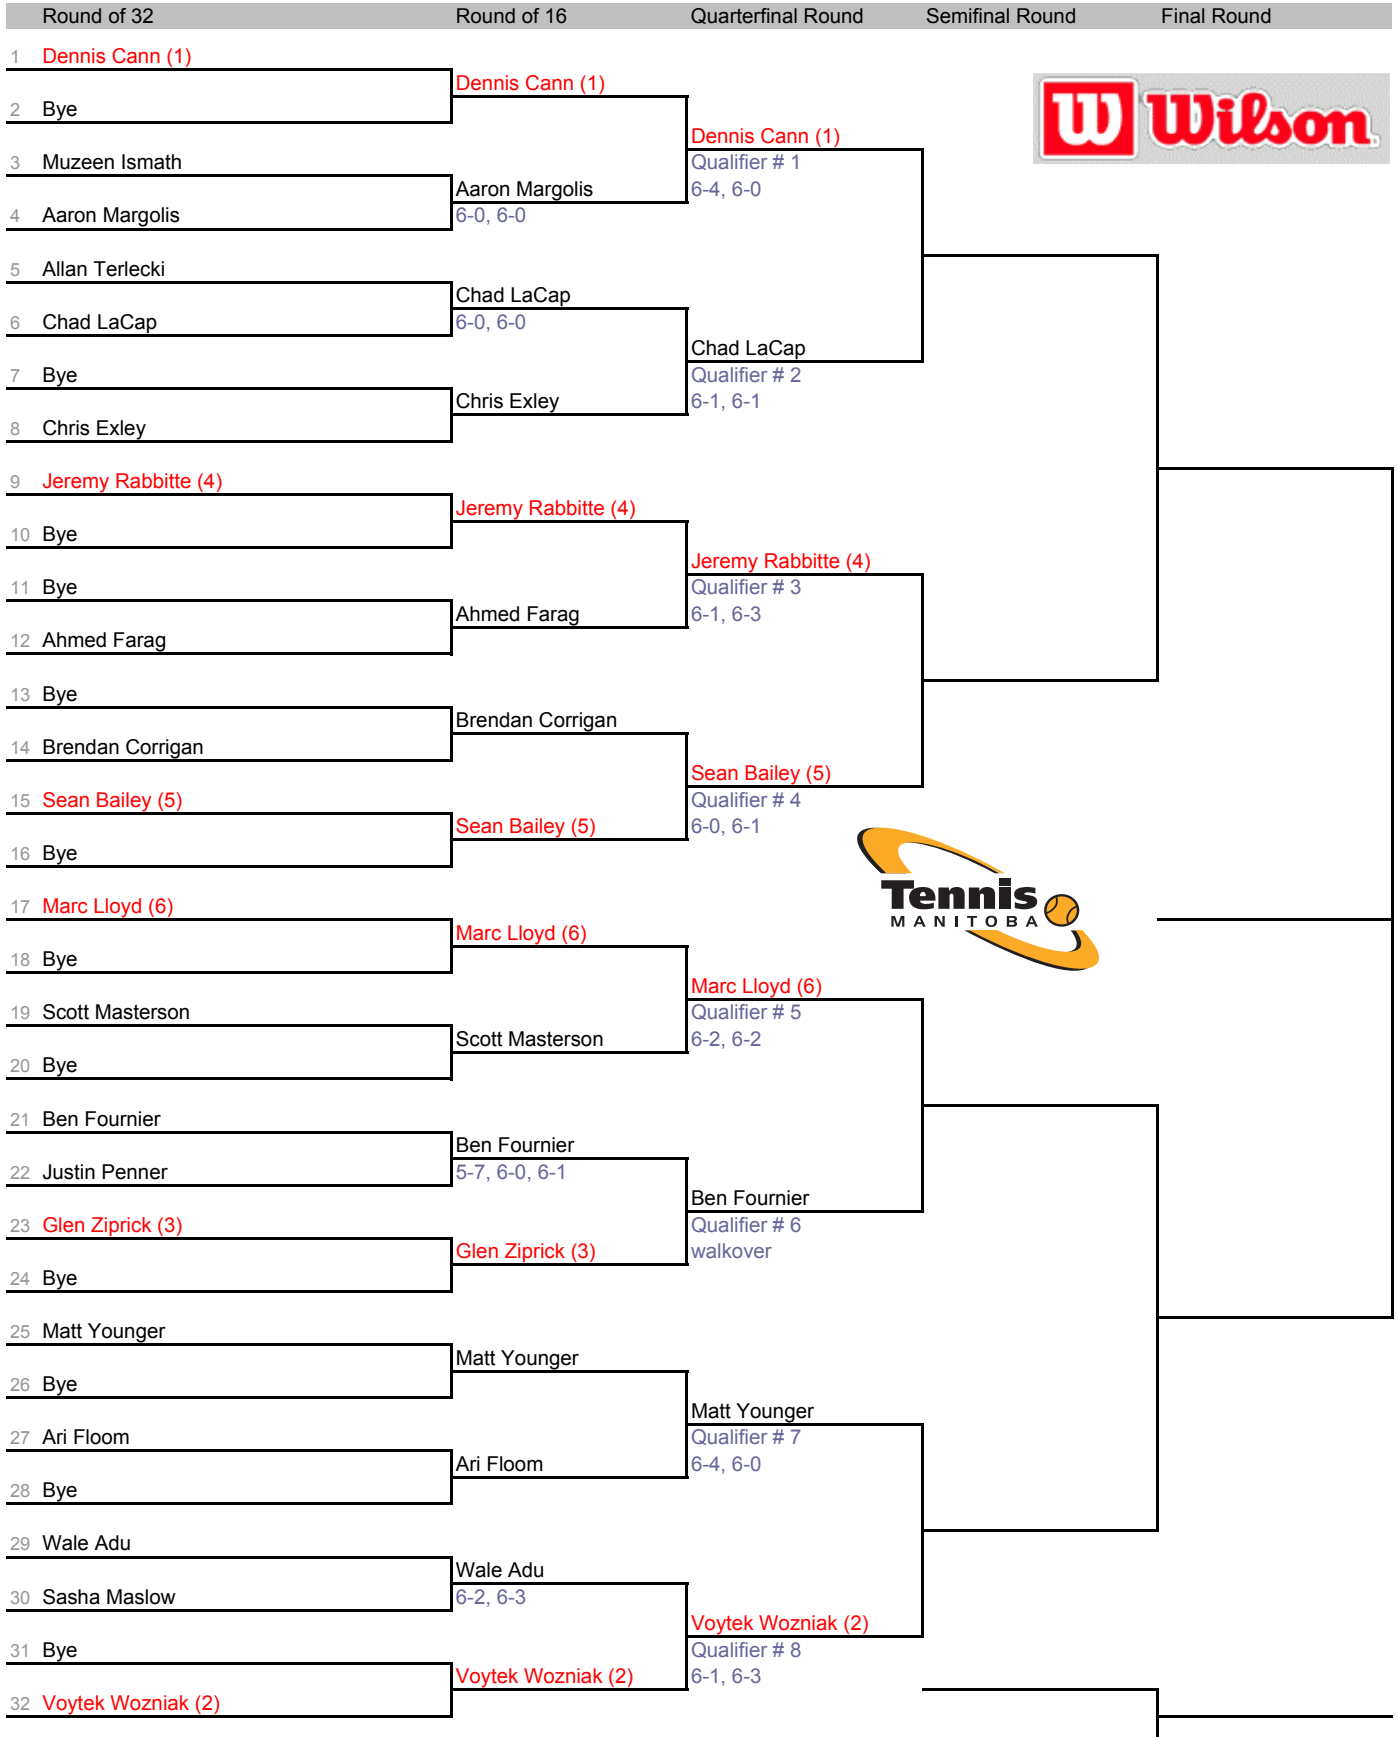 Round of 32 Round of 16 Quarterfinal Round Semifinal Round Final Round
1 Dennis Cann (1)
Dennis Cann (1)
2 Bye
Dennis Cann (1)
W Wilson
3 Muzeen Ismath
Qualifier # 1
Aaron Margolis
6-4, 6-0
4 Aaron Margolis
6-0, 6-0
5 Allan Terlecki
Chad LaCap
6 Chad LaCap
6-0, 6-0
Chad LaCap
7 Bye
Qualifier # 2
Chris Exley
6-1, 6-1
8 Chris Exley
9 Jeremy Rabbitte (4)
Jeremy Rabbitte (4)
10 Bye
Jeremy Rabbitte (4)
11 Bye
Qualifier # 3
Ahmed Farag
6-1, 6-3
12 Ahmed Farag
13 Bye
Brendan Corrigan
14 Brendan Corrigan
Sean Bailey (5)
15 Sean Bailey (5)
Qualifier # 4
Sean Bailey (5)
6-0, 6-1
16 Bye
Tennis
MANITOBA
17 Marc Lloyd (6)
Marc Lloyd (6)
18 Bye
Marc Lloyd (6)
19 Scott Masterson
Qualifier # 5
Scott Masterson
6-2, 6-2
20 Bye
21 Ben Fournier
Ben Fournier
22 Justin Penner
5-7, 6-0, 6-1
Ben Fournier
23 Glen Ziprick (3)
Qualifier # 6
Glen Ziprick (3)
walkover
24 Bye
25 Matt Younger
Matt Younger
26 Bye
Matt Younger
27 Ari Floom
Qualifier # 7
Ari Floom
6-4, 6-0
28 Bye
29 Wale Adu
Wale Adu
30 Sasha Maslow
6-2, 6-3
Voytek Wozniak (2)
31 Bye
Qualifier # 8
Voytek Wozniak (2)
6-1, 6-3
32 Voytek Wozniak (2)